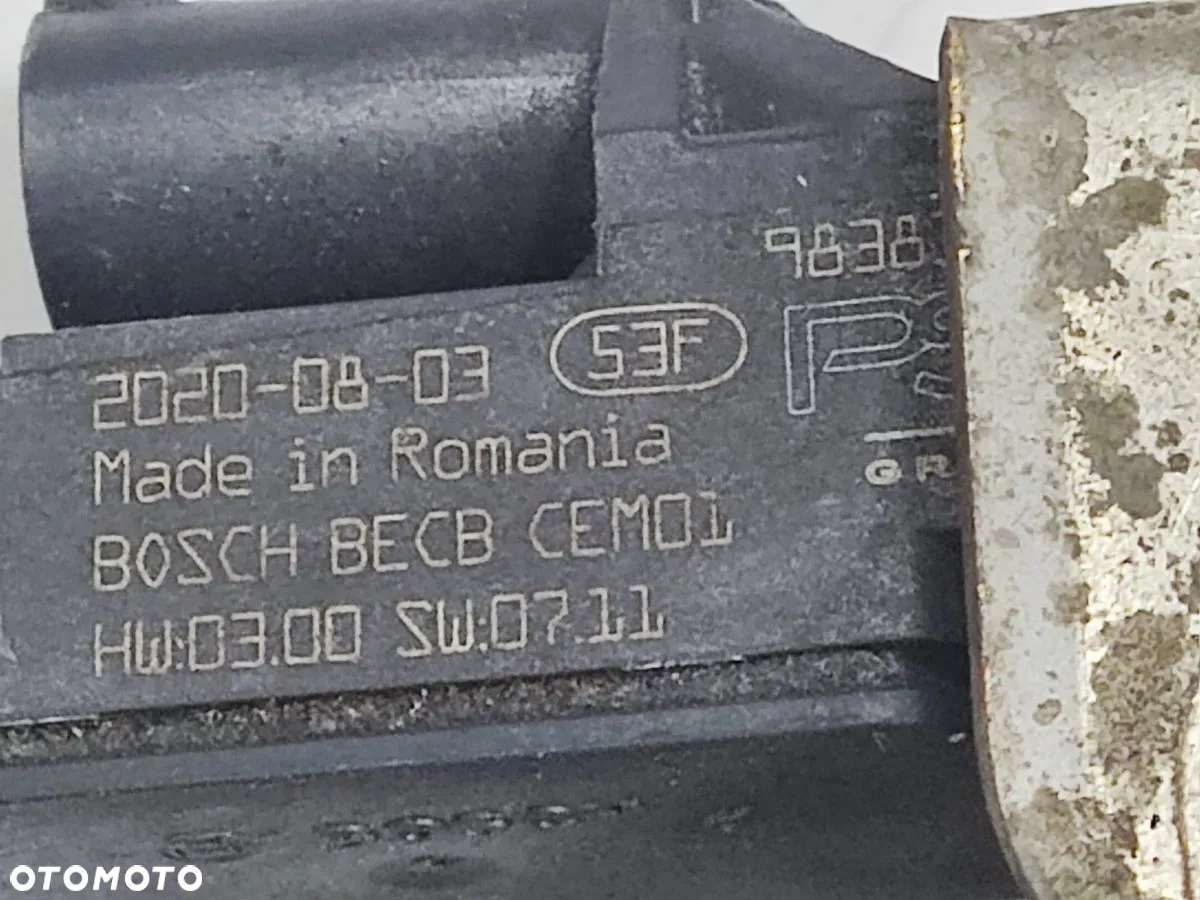 9838
53F
2020-08-03
Made in Romania
BOSCH BECB CEM01
HW:03.00 SW:07.11
OTOMOTO